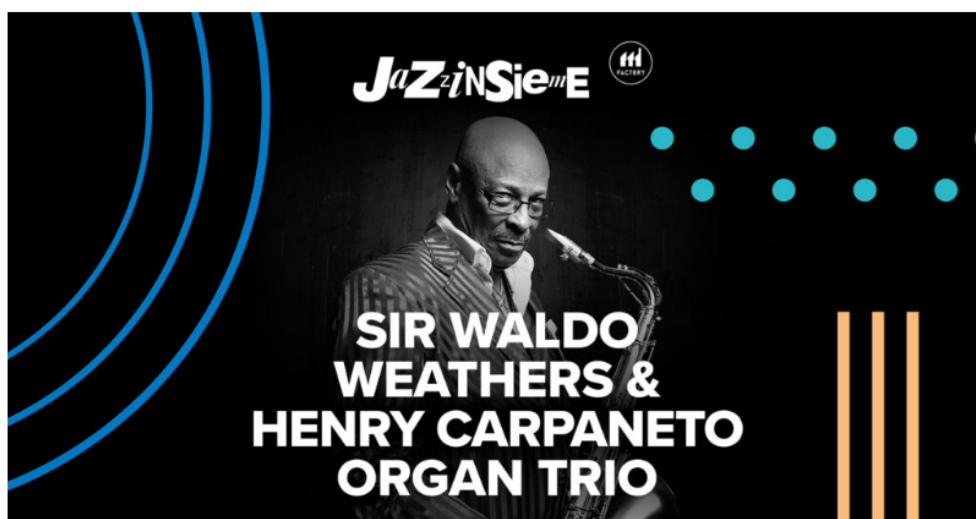 JaZzinSiemE
FACTORY
SIR WALDO
WEATHERS &
HENRY CARPANETO
ORGAN TRIO